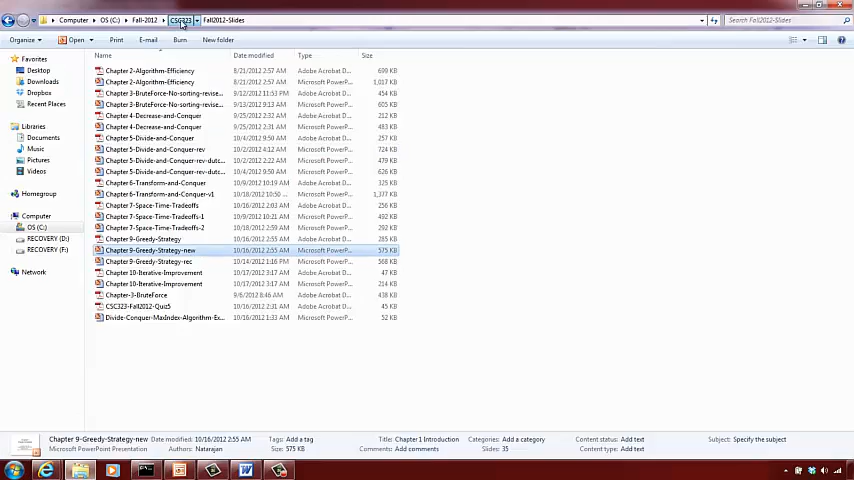 Computer OS (C:) Fall-2012 CSC323 Fall2012-Slides Search Fall2012-Slides
Organize Open Print E-mail Burn New folder
Name Date modified Type Size
Favorites
Desktop
Downloads
Dropbox
Recent Places
Libraries
Documents
Music
Pictures
Videos
Homegroup
Computer
OS (C:)
RECOVERY (D:)
RECOVERY (F:)
Network
Chapter 2-Algorithm-Efficiency 8/21/2012 2:57 AM Adobe Acrobat D... 699 KB
Chapter 2-Algorithm-Efficiency 8/21/2012 2:57 AM Microsoft PowerP... 1,017 KB
Chapter 3-BruteForce-No-sorting-revise... 9/12/2012 11:53 PM Adobe Acrobat D... 454 KB
Chapter 3-BruteForce-No-sorting-revise... 9/13/2012 9:13 AM Microsoft PowerP... 605 KB
Chapter 4-Decrease-and-Conquer 9/25/2012 2:32 AM Adobe Acrobat D... 212 KB
Chapter 4-Decrease-and-Conquer 9/25/2012 2:31 AM Microsoft PowerP... 483 KB
Chapter 5-Divide-and-Conquer 10/4/2012 9:50 AM Adobe Acrobat D... 257 KB
Chapter 5-Divide-and-Conquer-rev 10/2/2012 4:12 AM Microsoft PowerP... 724 KB
Chapter 5-Divide-and-Conquer-rev-dutc... 10/2/2012 9:22 AM Microsoft PowerP... 479 KB
Chapter 5-Divide-and-Conquer-rev-dutc... 10/4/2012 9:50 AM Microsoft PowerP... 626 KB
Chapter 6-Transform-and-Conquer 10/9/2012 10:19 AM Adobe Acrobat D... 325 KB
Chapter 6-Transform-and-Conquer-v1 10/18/2012 10:50 ... Microsoft PowerP... 1,377 KB
Chapter 7-Space-Time-Tradeoffs 10/16/2012 2:03 AM Adobe Acrobat D... 256 KB
Chapter 7-Space-Time-Tradeoffs-1 10/9/2012 10:21 AM Microsoft PowerP... 492 KB
Chapter 7-Space-Time-Tradeoffs-2 10/18/2012 2:59 AM Microsoft PowerP... 292 KB
Chapter 9-Greedy-Strategy 10/16/2012 2:55 AM Adobe Acrobat D... 285 KB
Chapter 9-Greedy-Strategy-new 10/16/2012 2:55 AM Microsoft PowerP... 575 KB
Chapter 9-Greedy-Strategy-rec 10/14/2012 1:16 PM Microsoft PowerP... 568 KB
Chapter 10-Iterative-Improvement 10/17/2012 3:17 AM Adobe Acrobat D... 47 KB
Chapter 10-Iterative-Improvement 10/17/2012 3:17 AM Microsoft PowerP... 214 KB
Chapter-3-BruteForce 9/6/2012 8:46 AM Adobe Acrobat D... 438 KB
CSC323-Fall2012-Quiz5 10/16/2012 2:31 AM Adobe Acrobat D... 45 KB
Divide-Conquer-MaxIndex-Algorithm-Ex... 10/16/2012 1:33 AM Microsoft PowerP... 52 KB
Chapter 9-Greedy-Strategy-new Date modified: 10/16/2012 2:55 AM Tags: Add a tag Title: Chapter 1 Introduction Categories: Add a category Content status: Add text Subject: Specify the subject
Microsoft PowerPoint Presentation Size: 575 KB Authors: Natarajan Comments: Add comments Slides: 35 Content type: Add text
4:39 AM